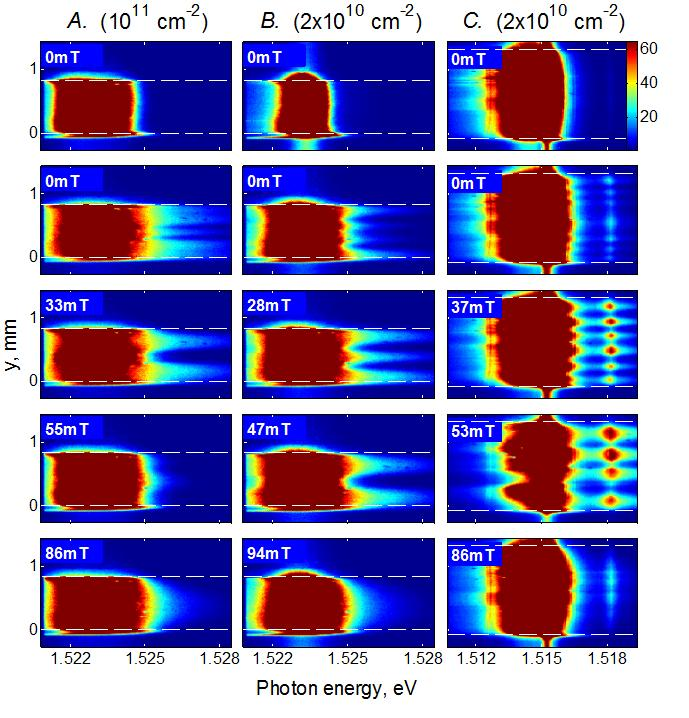 A. (10¹¹ cm⁻²) B. (2x10¹⁰ cm⁻²) C. (2x10¹⁰ cm⁻²)
0mT 0mT 0mT
1
0
60
40
20
0mT 0mT 0mT
1
0
33mT 28mT 37mT
1
0
y, mm
55mT 47mT 53mT
1
0
86mT 94mT 86mT
1
0
1.522 1.525 1.528 1.522 1.525 1.528 1.512 1.515 1.518
Photon energy, eV